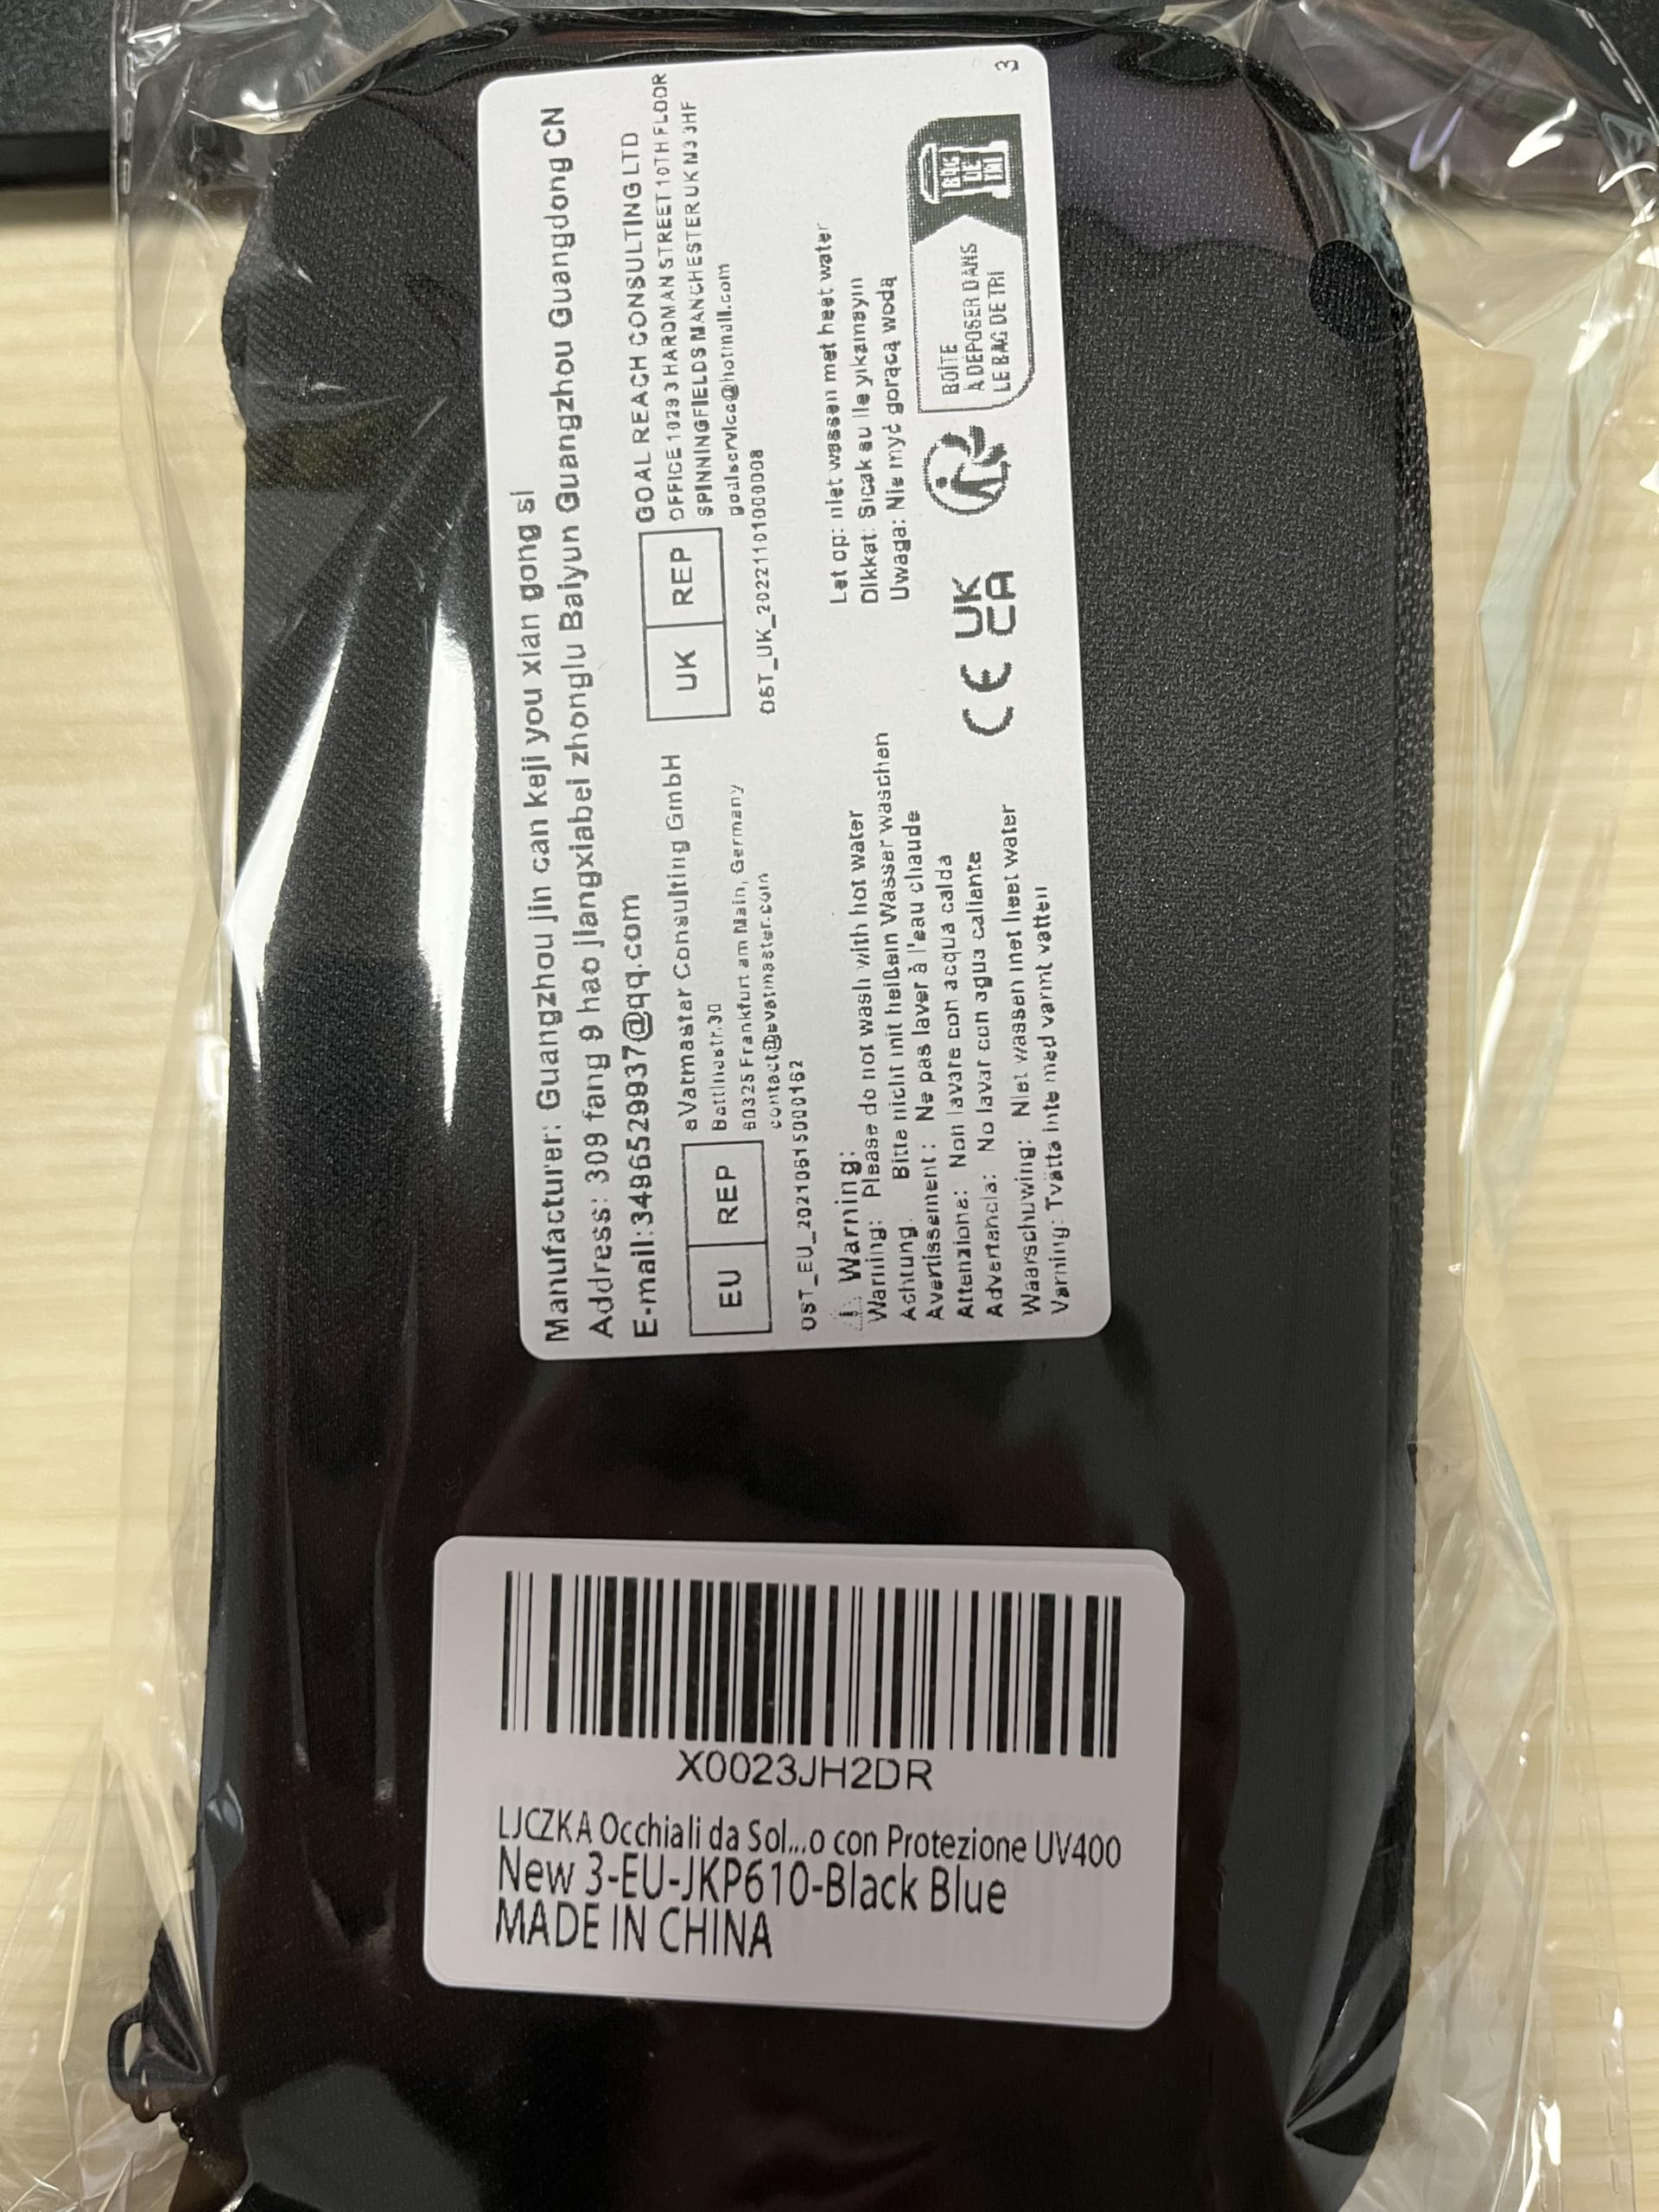 Manufacturer: Guangzhou jin can keji you xian gong si
Address: 309 fang 9 hao jiangxiabei zhonglu Baiyun Guangzhou Guangdong CN
E-mail:3496529937@qq.com
EU REP
eVatmaster Consulting GmbH
Bettinastr.30
60325 Frankfurt am Main, Germany
contact@evatmaster.com
OST_EU_20210615000162
UK REP
GOAL REACH CONSULTING LTD
OFFICE 1029 3 HARDMAN STREET 10TH FLOOR
SPINNINGFIELDS MANCHESTER UK M3 3HF
goalservice@hotmail.com
OST_UK_20221101000008
Warning:
Warning: Please do not wash with hot water
Achtung. Bitte nicht mit heißem Wasser waschen
Avertissement: Ne pas laver à l'eau chaude
Attenzione: Non lavare con acqua calda
Advertencia: No lavar con agua caliente
Waarschuwing: Niet wassen met heet water
Varning: Tvätta inte med varmt vatten
Let op: niet wassen met heet water
Dikkat: Sıcak su ile yıkamayın
Uwaga: Nie myć gorącą wodą
CE UK CA
BOÎTE
À DÉPOSER DANS
LE BAC DE TRI
3
X0023JH2DR
LJCZKA Occhiali da Sol...o con Protezione UV400
New 3-EU-JKP610-Black Blue
MADE IN CHINA